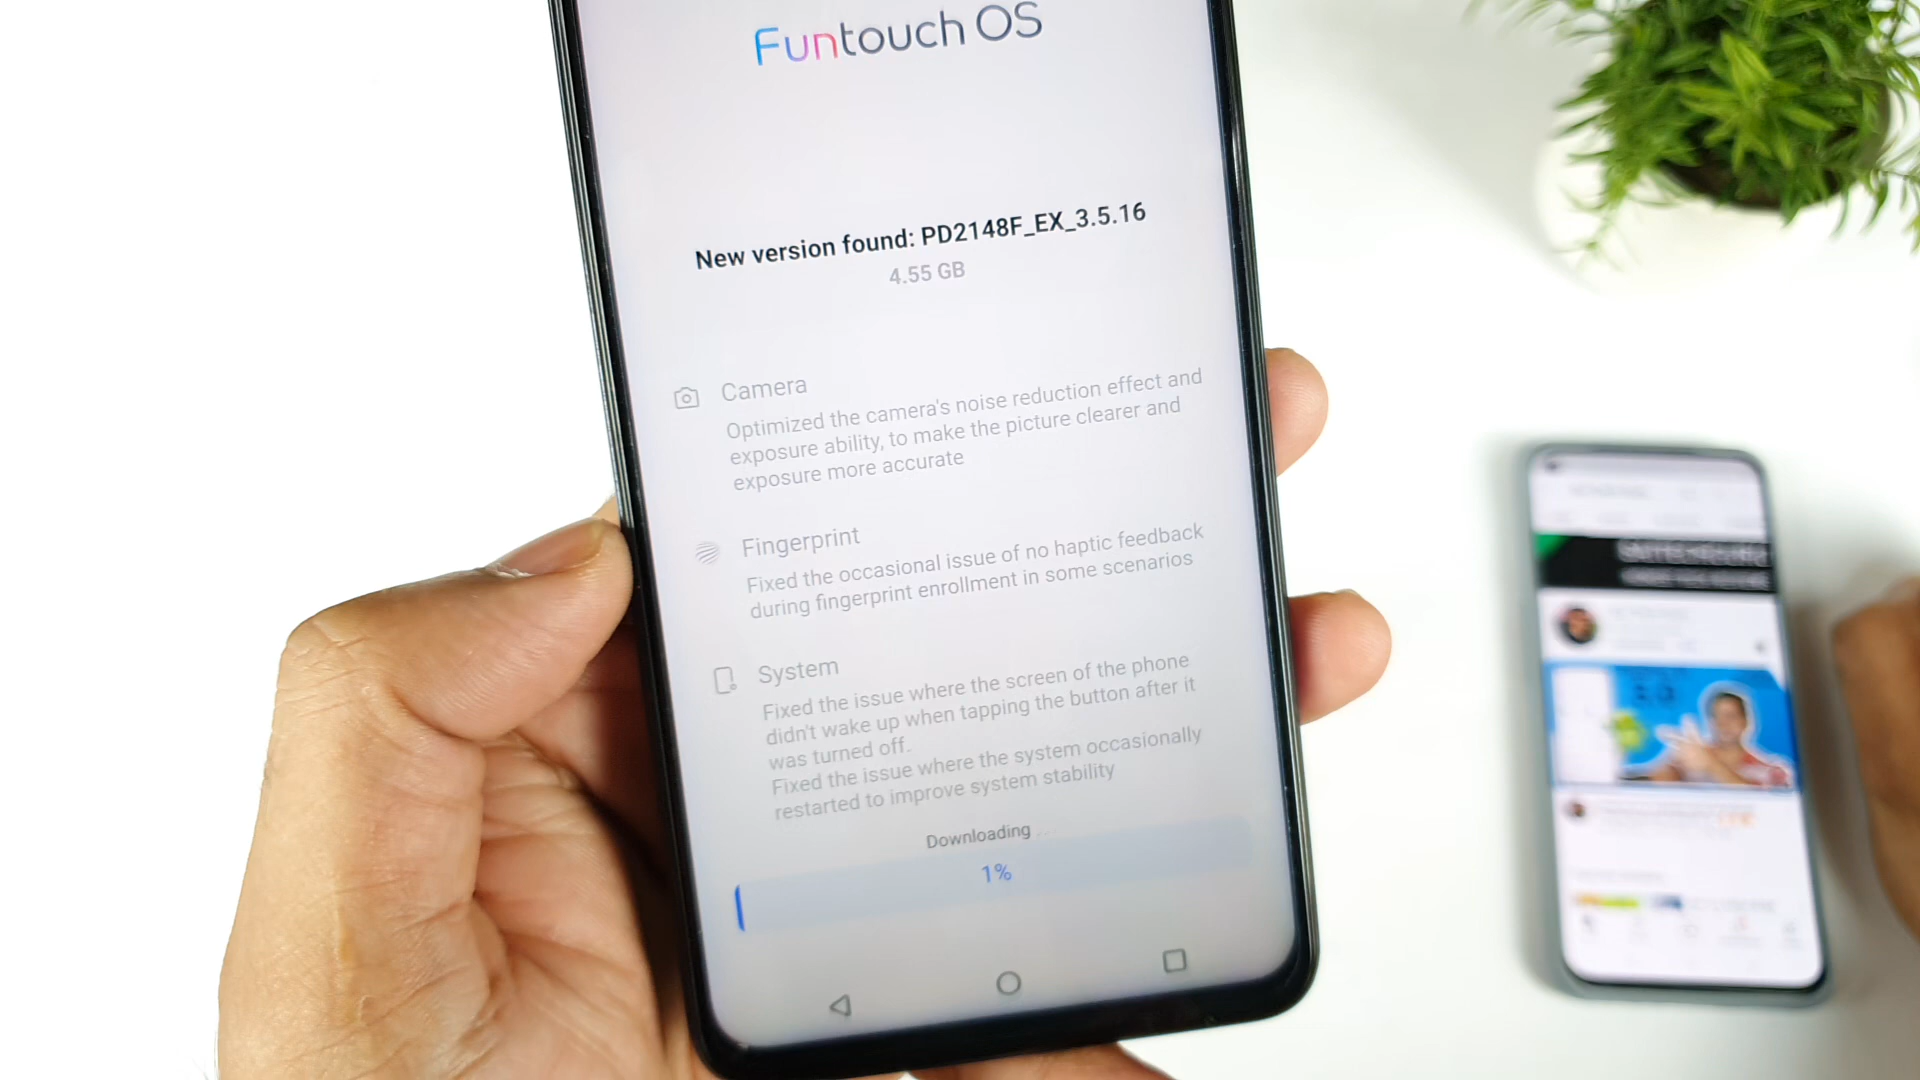 Funtouch OS
New version found: PD2148F_EX_3.5.16
4.55 GB
Camera
Optimized the camera's noise reduction effect and
exposure ability, to make the picture clearer and
exposure more accurate
Fingerprint
Fixed the occasional issue of no haptic feedback
during fingerprint enrollment in some scenarios
System
Fixed the issue where the screen of the phone
didn't wake up when tapping the button after it
was turned off.
Fixed the issue where the system occasionally
restarted to improve system stability
Downloading ...
1%